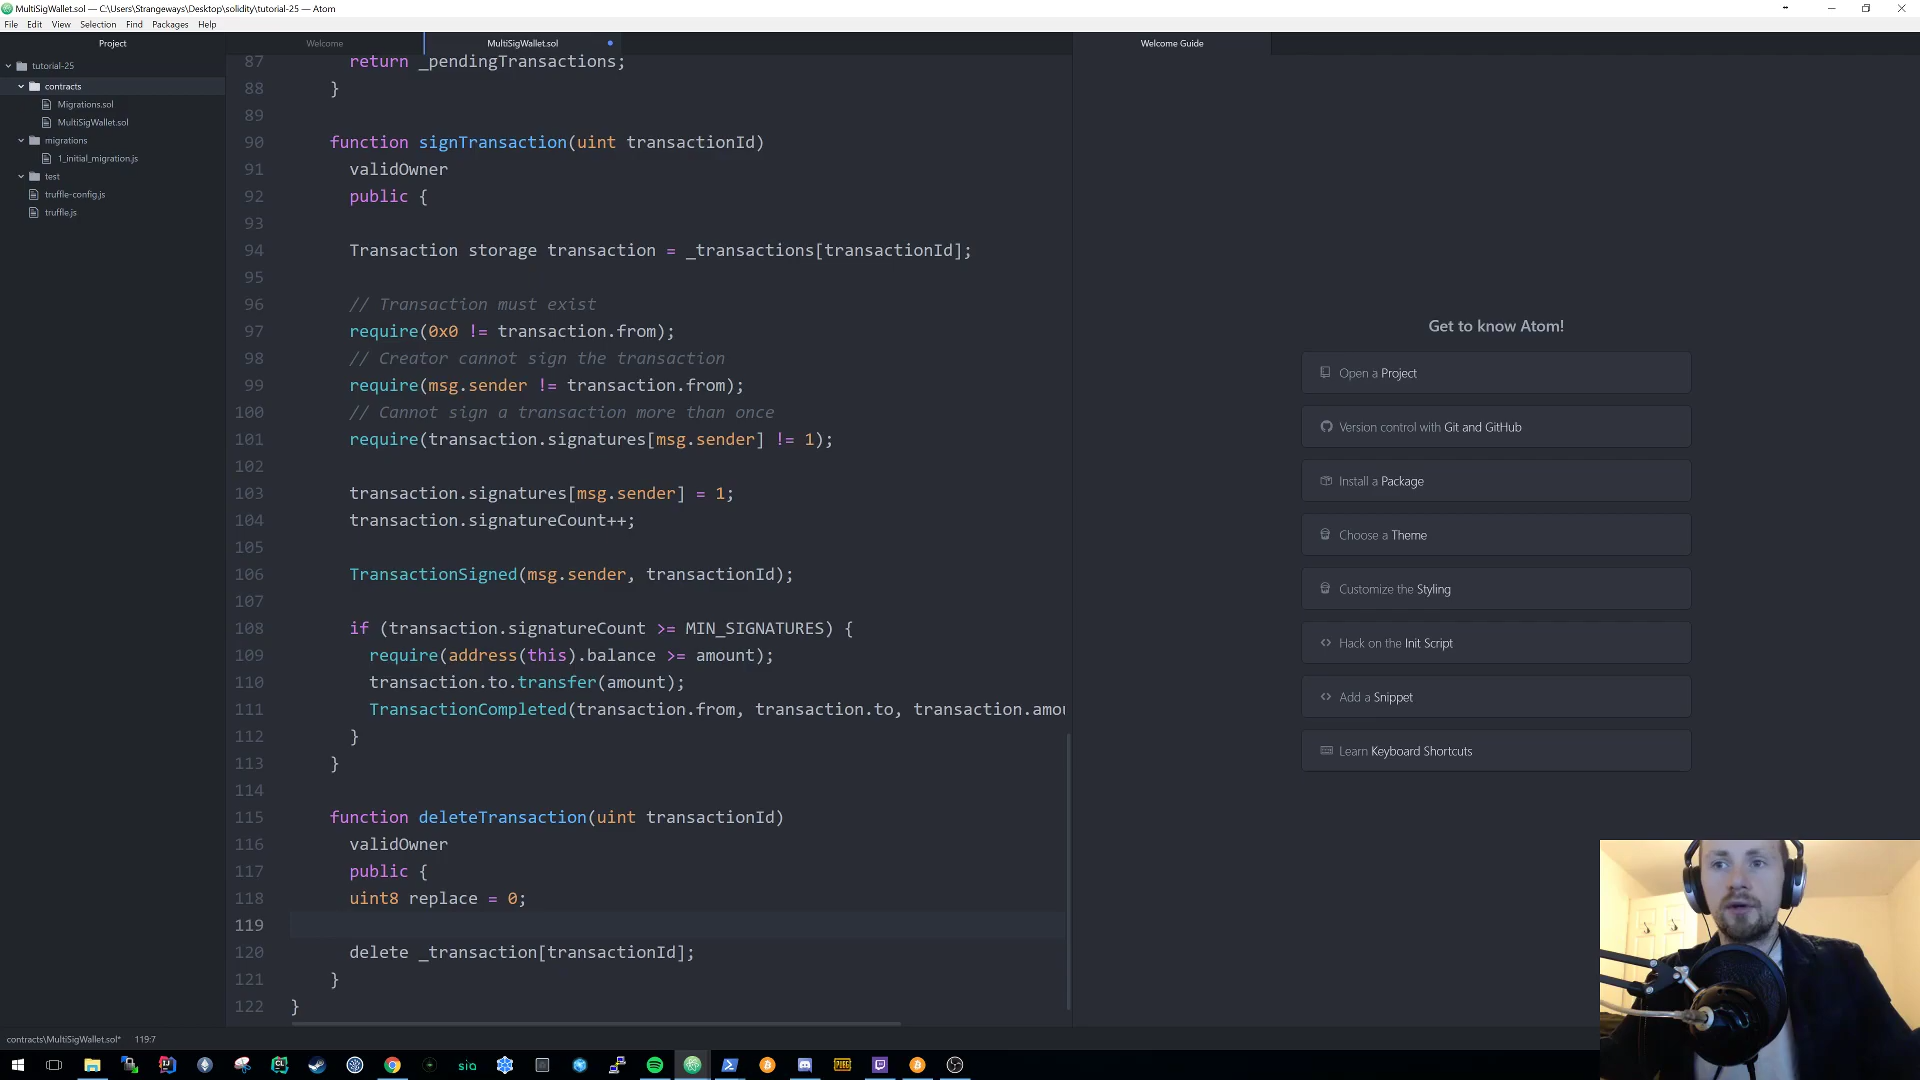 MultiSigWallet.sol — C:\Users\Strangeways\Desktop\solidity\tutorial-25 — Atom
File Edit View Selection Find Packages Help
Project
Welcome
MultiSigWallet.sol
Welcome Guide
tutorial-25
contracts
Migrations.sol
MultiSigWallet.sol
migrations
1_initial_migration.js
test
truffle-config.js
truffle.js
87 return _pendingTransactions;
88 }
89
90 function signTransaction(uint transactionId)
91 validOwner
92 public {
93
94 Transaction storage transaction = _transactions[transactionId];
95
96 // Transaction must exist
97 require(0x0 != transaction.from);
98 // Creator cannot sign the transaction
99 require(msg.sender != transaction.from);
100 // Cannot sign a transaction more than once
101 require(transaction.signatures[msg.sender] != 1);
102
103 transaction.signatures[msg.sender] = 1;
104 transaction.signatureCount++;
105
106 TransactionSigned(msg.sender, transactionId);
107
108 if (transaction.signatureCount >= MIN_SIGNATURES) {
109 require(address(this).balance >= amount);
110 transaction.to.transfer(amount);
111 TransactionCompleted(transaction.from, transaction.to, transaction.amou
112 }
113 }
114
115 function deleteTransaction(uint transactionId)
116 validOwner
117 public {
118 uint8 replace = 0;
119
120 delete _transaction[transactionId];
121 }
122 }
Get to know Atom!
Open a Project
Version control with Git and GitHub
Install a Package
Choose a Theme
Customize the Styling
Hack on the Init Script
Add a Snippet
Learn Keyboard Shortcuts
contracts\MultiSigWallet.sol* 119:7
sia
PUBG